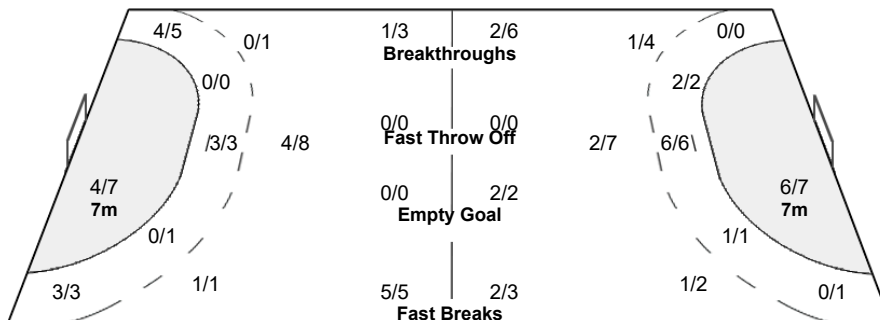 4/5 0/1 1/3 2/6 1/4 0/0
Breakthroughs
0/0 2/2
0/0 0/0
Fast Throw Off
3/3 4/8 2/7 6/6
4/7 0/0 2/2 6/7
7m Empty Goal 7m
0/1 1/1
3/3 1/1 5/5 2/3 1/2 0/1
Fast Breaks